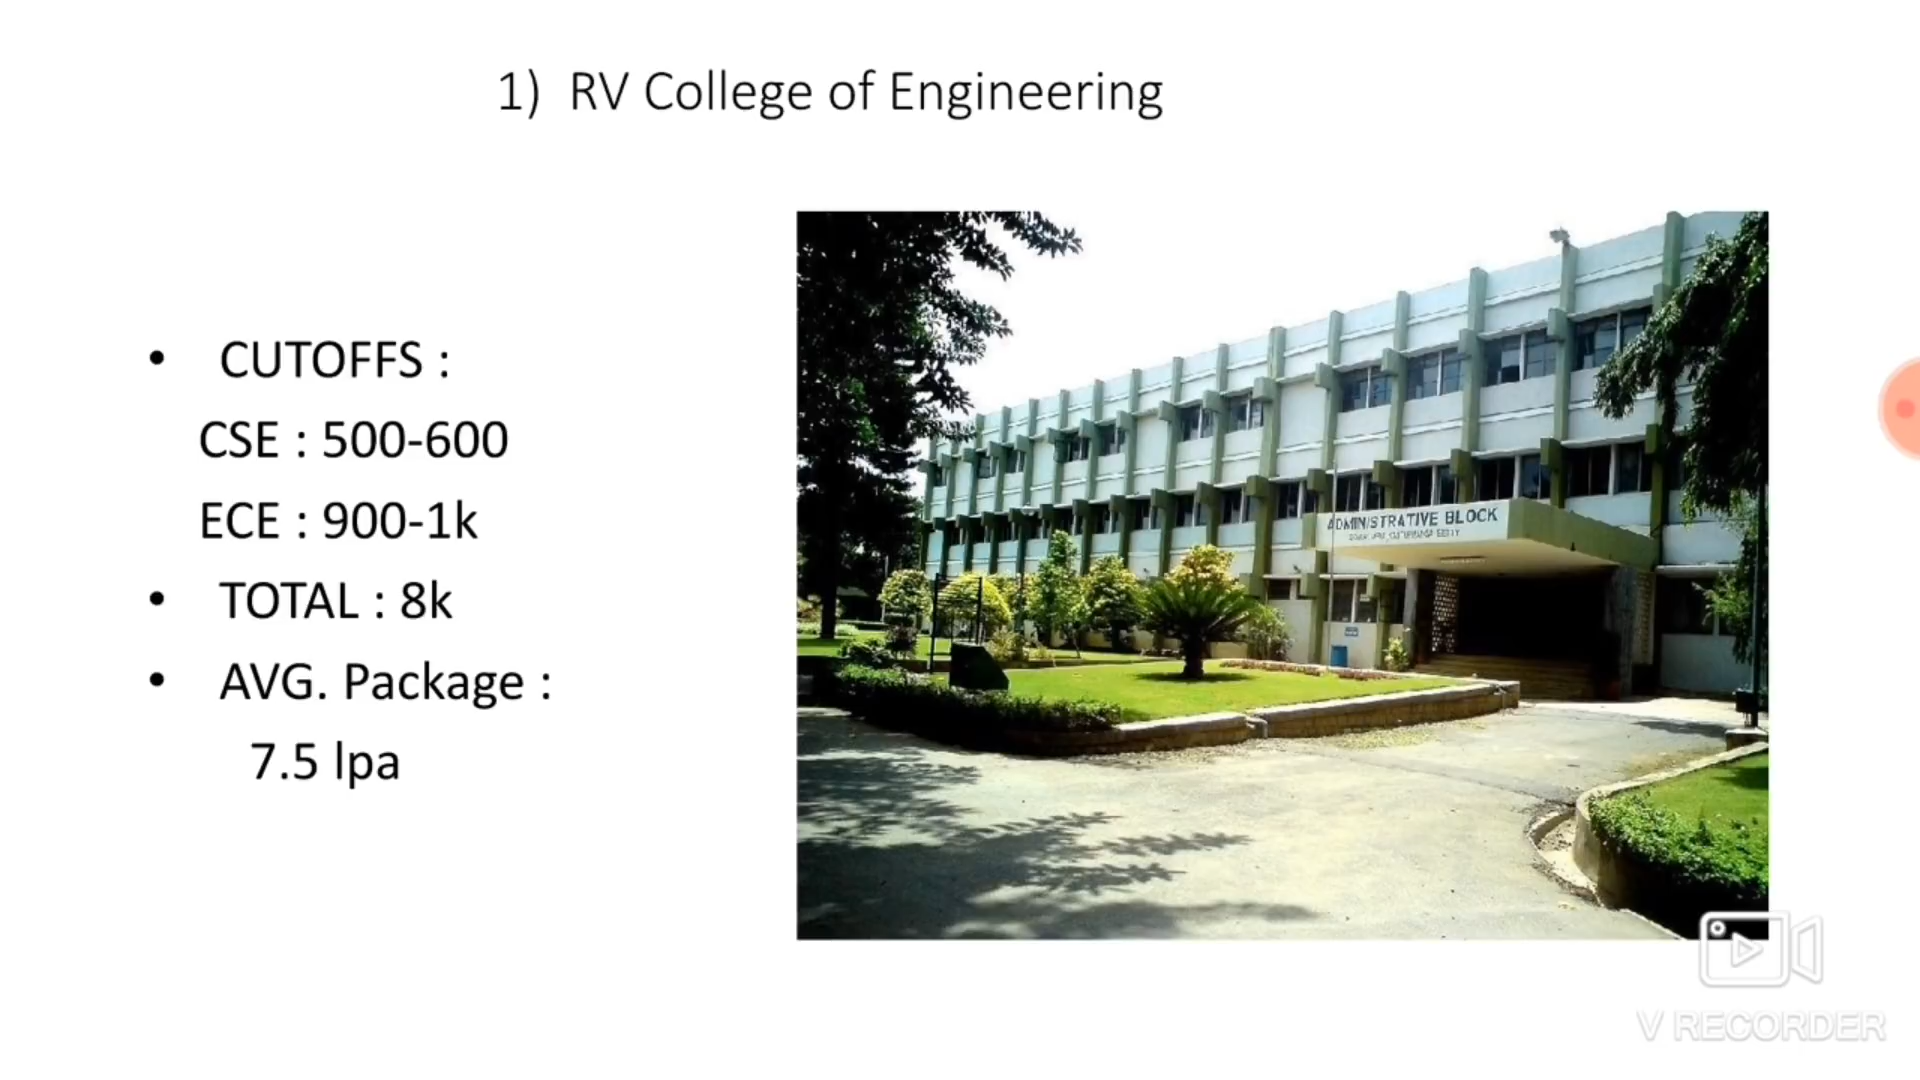 1) RV College of Engineering
• CUTOFFS :
CSE : 500-600
ECE : 900-1k
• TOTAL : 8k
• AVG. Package :
7.5 lpa
ADMINISTRATIVE BLOCK
V RECORDER